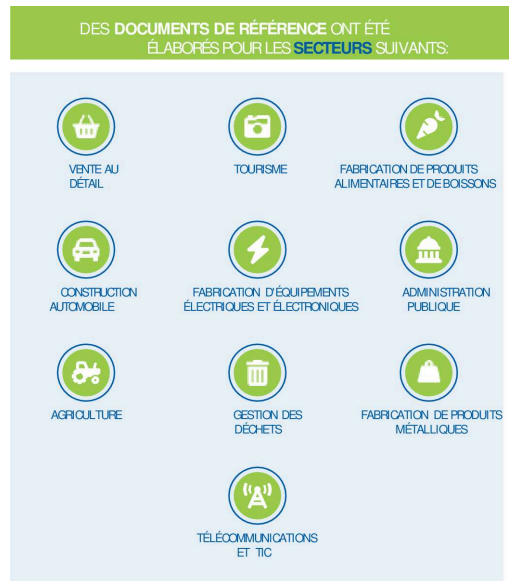 DES DOCUMENTS DE RÉFÉRENCE ONT ÉTÉ
ÉLABORÉS POUR LES SECTEURS SUIVANTS:
VENTE AU
DÉTAIL
TOURISME
FABRICATION DE PRODUITS
ALIMENTAIRES ET DE BOISSONS
CONSTRUCTION
AUTOMOBILE
FABRICATION D'ÉQUIPEMENTS
ÉLECTRIQUES ET ÉLECTRONIQUES
ADMINISTRATION
PUBLIQUE
AGRICULTURE
GESTION DES
DÉCHETS
FABRICATION DE PRODUITS
MÉTALLIQUES
TÉLÉCOMMUNICATIONS
ET TIC